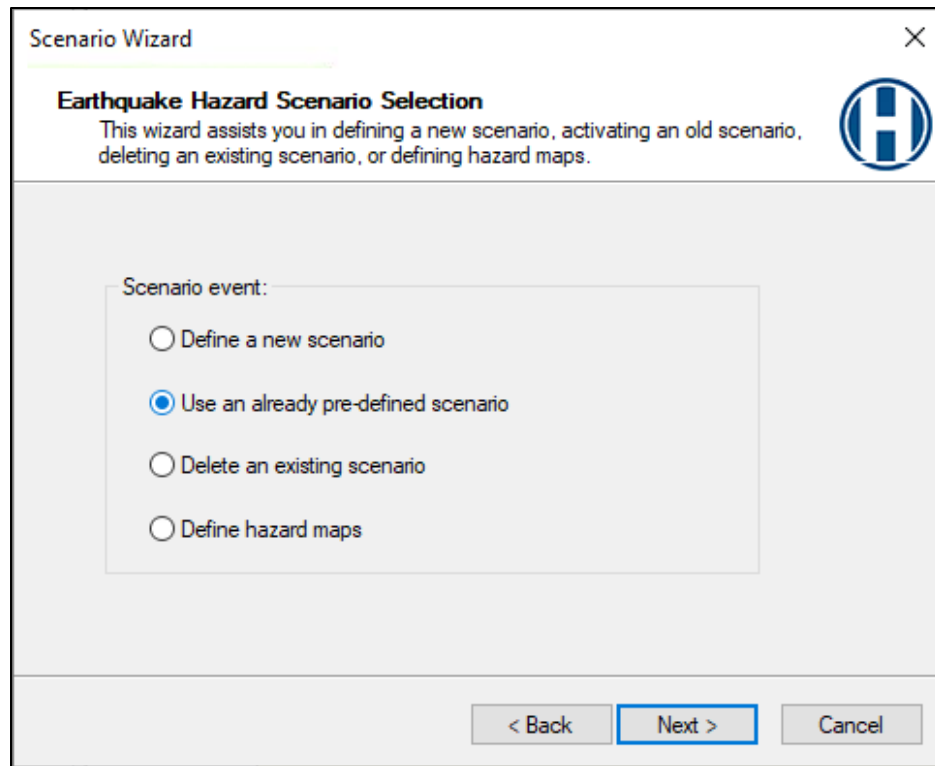 Scenario Wizard
Earthquake Hazard Scenario Selection
This wizard assists you in defining a new scenario, activating an old scenario,
deleting an existing scenario, or defining hazard maps.
Scenario event:
Define a new scenario
Use an already pre-defined scenario
Delete an existing scenario
Define hazard maps
< Back Next > Cancel